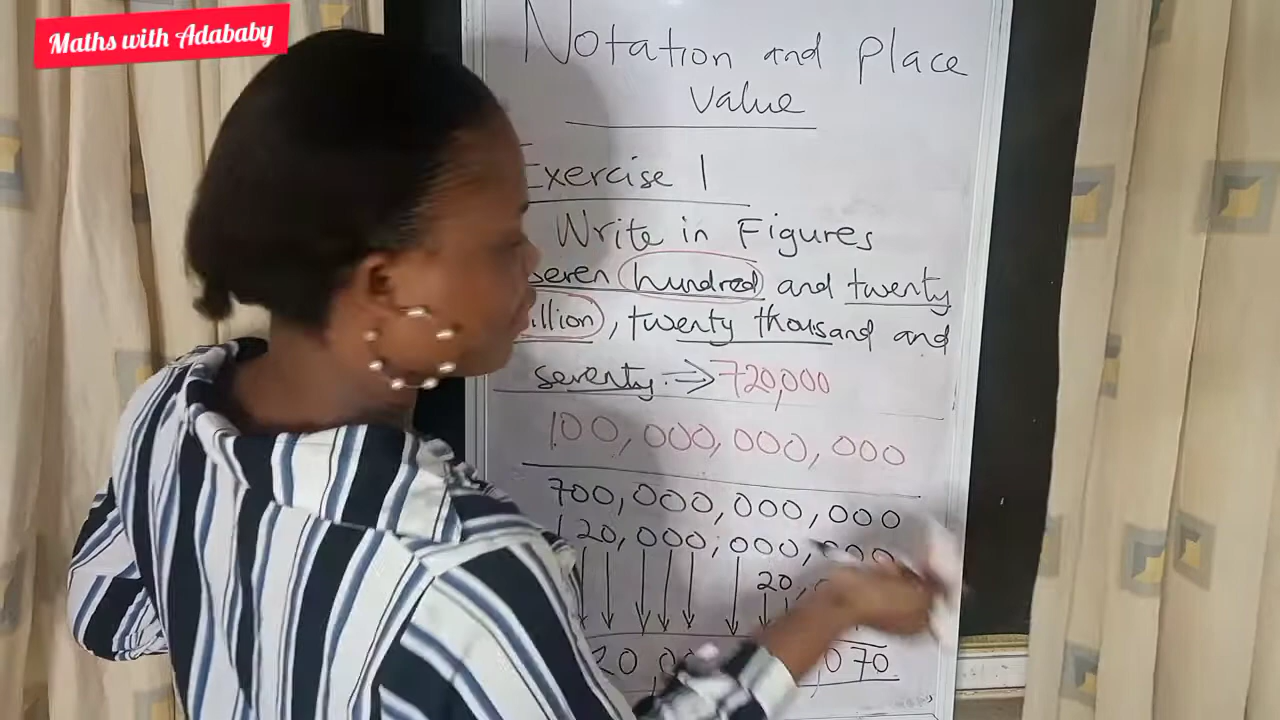 Maths with Adababy
Notation and place
value
Exercise 1
Write in Figures
seven hundred and twenty
, twenty thousand and
seventy ⇒ 720,000
100,000,000,000
700,000,000,000
20,000,000,
20,
20
070